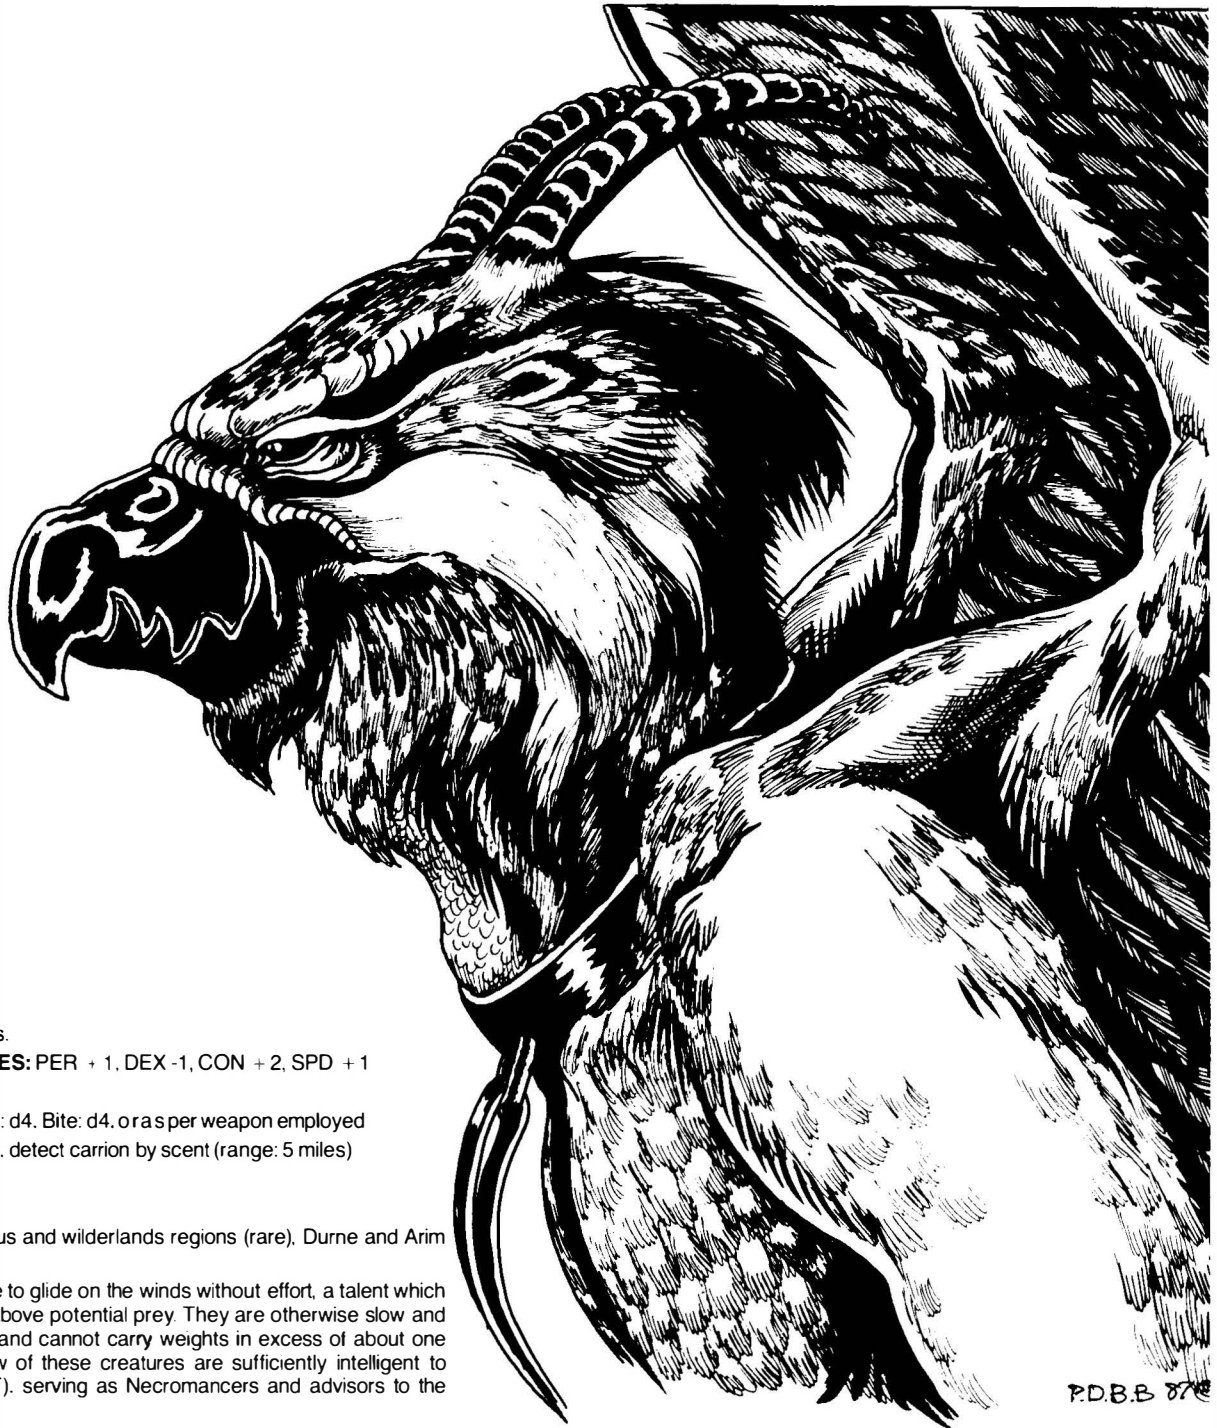 s.
ES: PER + 1, DEX -1, CON + 2, SPD + 1
: d4. Bite: d4. or as per weapon employed
. detect carrion by scent (range: 5 miles)
us and wilderlands regions (rare), Durne and Arim
e to glide on the winds without effort, a talent which
above potential prey. They are otherwise slow and
and cannot carry weights in excess of about one
w of these creatures are sufficiently intelligent to
). serving as Necromancers and advisors to the
P.D.B.B 87